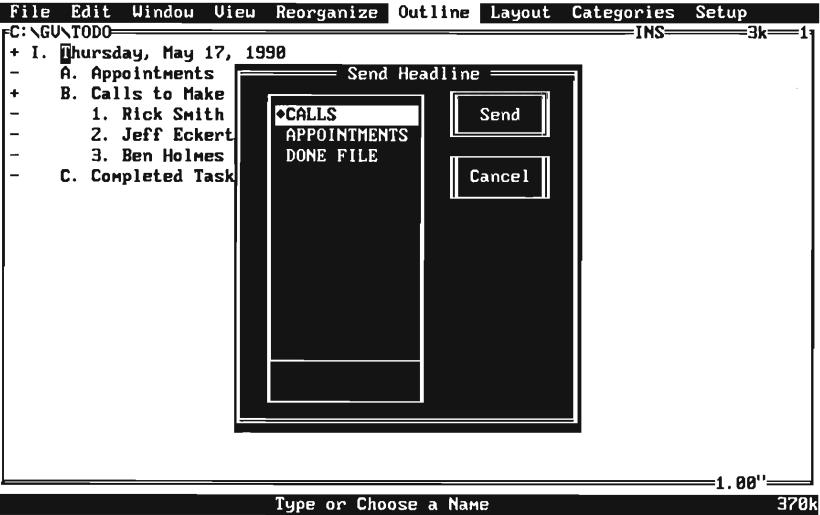 File Edit Window View Reorganize Outline Layout Categories Setup
C:\GV\TODO INS 3k 1
+ I. Thursday, May 17, 1990
- A. Appointments
+ B. Calls to Make
- 1. Rick Smith
- 2. Jeff Eckert
- 3. Ben Holmes
- C. Completed Task
Send Headline
◆CALLS
APPOINTMENTS
DONE FILE
Send
Cancel
1.00"
Type or Choose a Name 370k